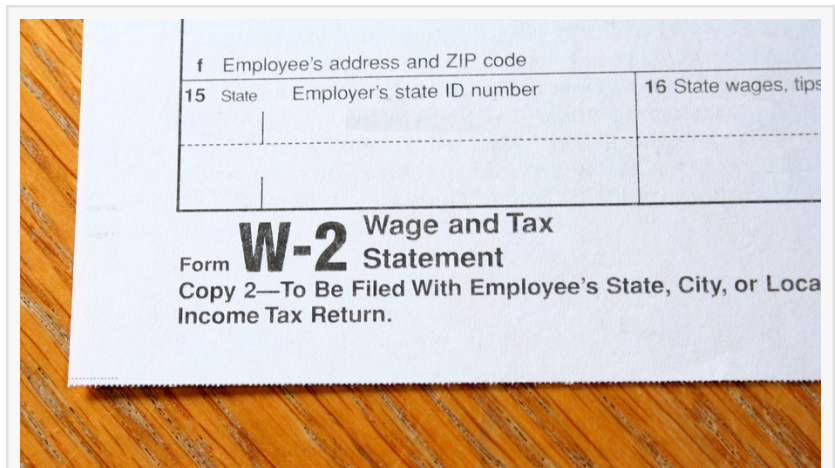 f Employee's address and ZIP code
15 State Employer's state ID number 16 State wages, tips
Form W-2 Wage and Tax
Statement
Copy 2—To Be Filed With Employee's State, City, or Loca
Income Tax Return.